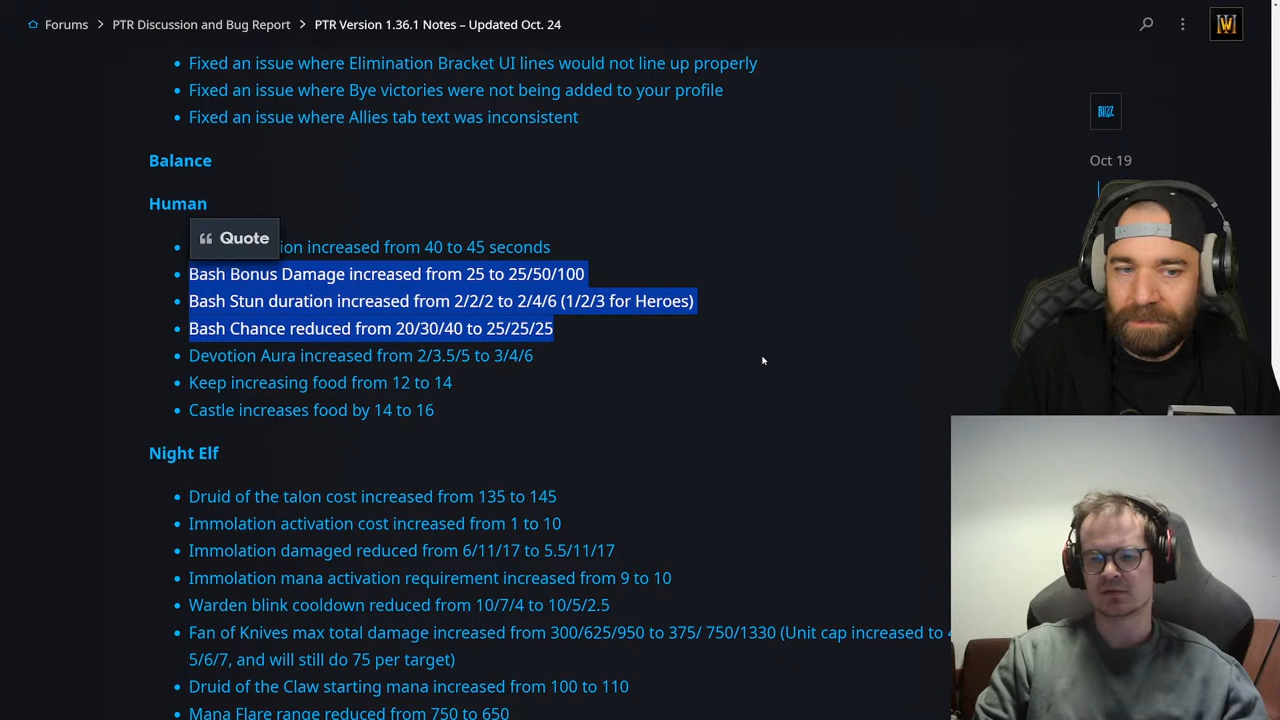 Forums > PTR Discussion and Bug Report > PTR Version 1.36.1 Notes – Updated Oct. 24
Fixed an issue where Elimination Bracket UI lines would not line up properly
Fixed an issue where Bye victories were not being added to your profile
Fixed an issue where Allies tab text was inconsistent
BLIZZ
Balance
Oct 19
Human
Quote
ion increased from 40 to 45 seconds
Bash Bonus Damage increased from 25 to 25/50/100
Bash Stun duration increased from 2/2/2 to 2/4/6 (1/2/3 for Heroes)
Bash Chance reduced from 20/30/40 to 25/25/25
Devotion Aura increased from 2/3.5/5 to 3/4/6
Keep increasing food from 12 to 14
Castle increases food by 14 to 16
Night Elf
Druid of the talon cost increased from 135 to 145
Immolation activation cost increased from 1 to 10
Immolation damaged reduced from 6/11/17 to 5.5/11/17
Immolation mana activation requirement increased from 9 to 10
Warden blink cooldown reduced from 10/7/4 to 10/5/2.5
Fan of Knives max total damage increased from 300/625/950 to 375/ 750/1330 (Unit cap increased to
5/6/7, and will still do 75 per target)
Druid of the Claw starting mana increased from 100 to 110
Mana Flare range reduced from 750 to 650